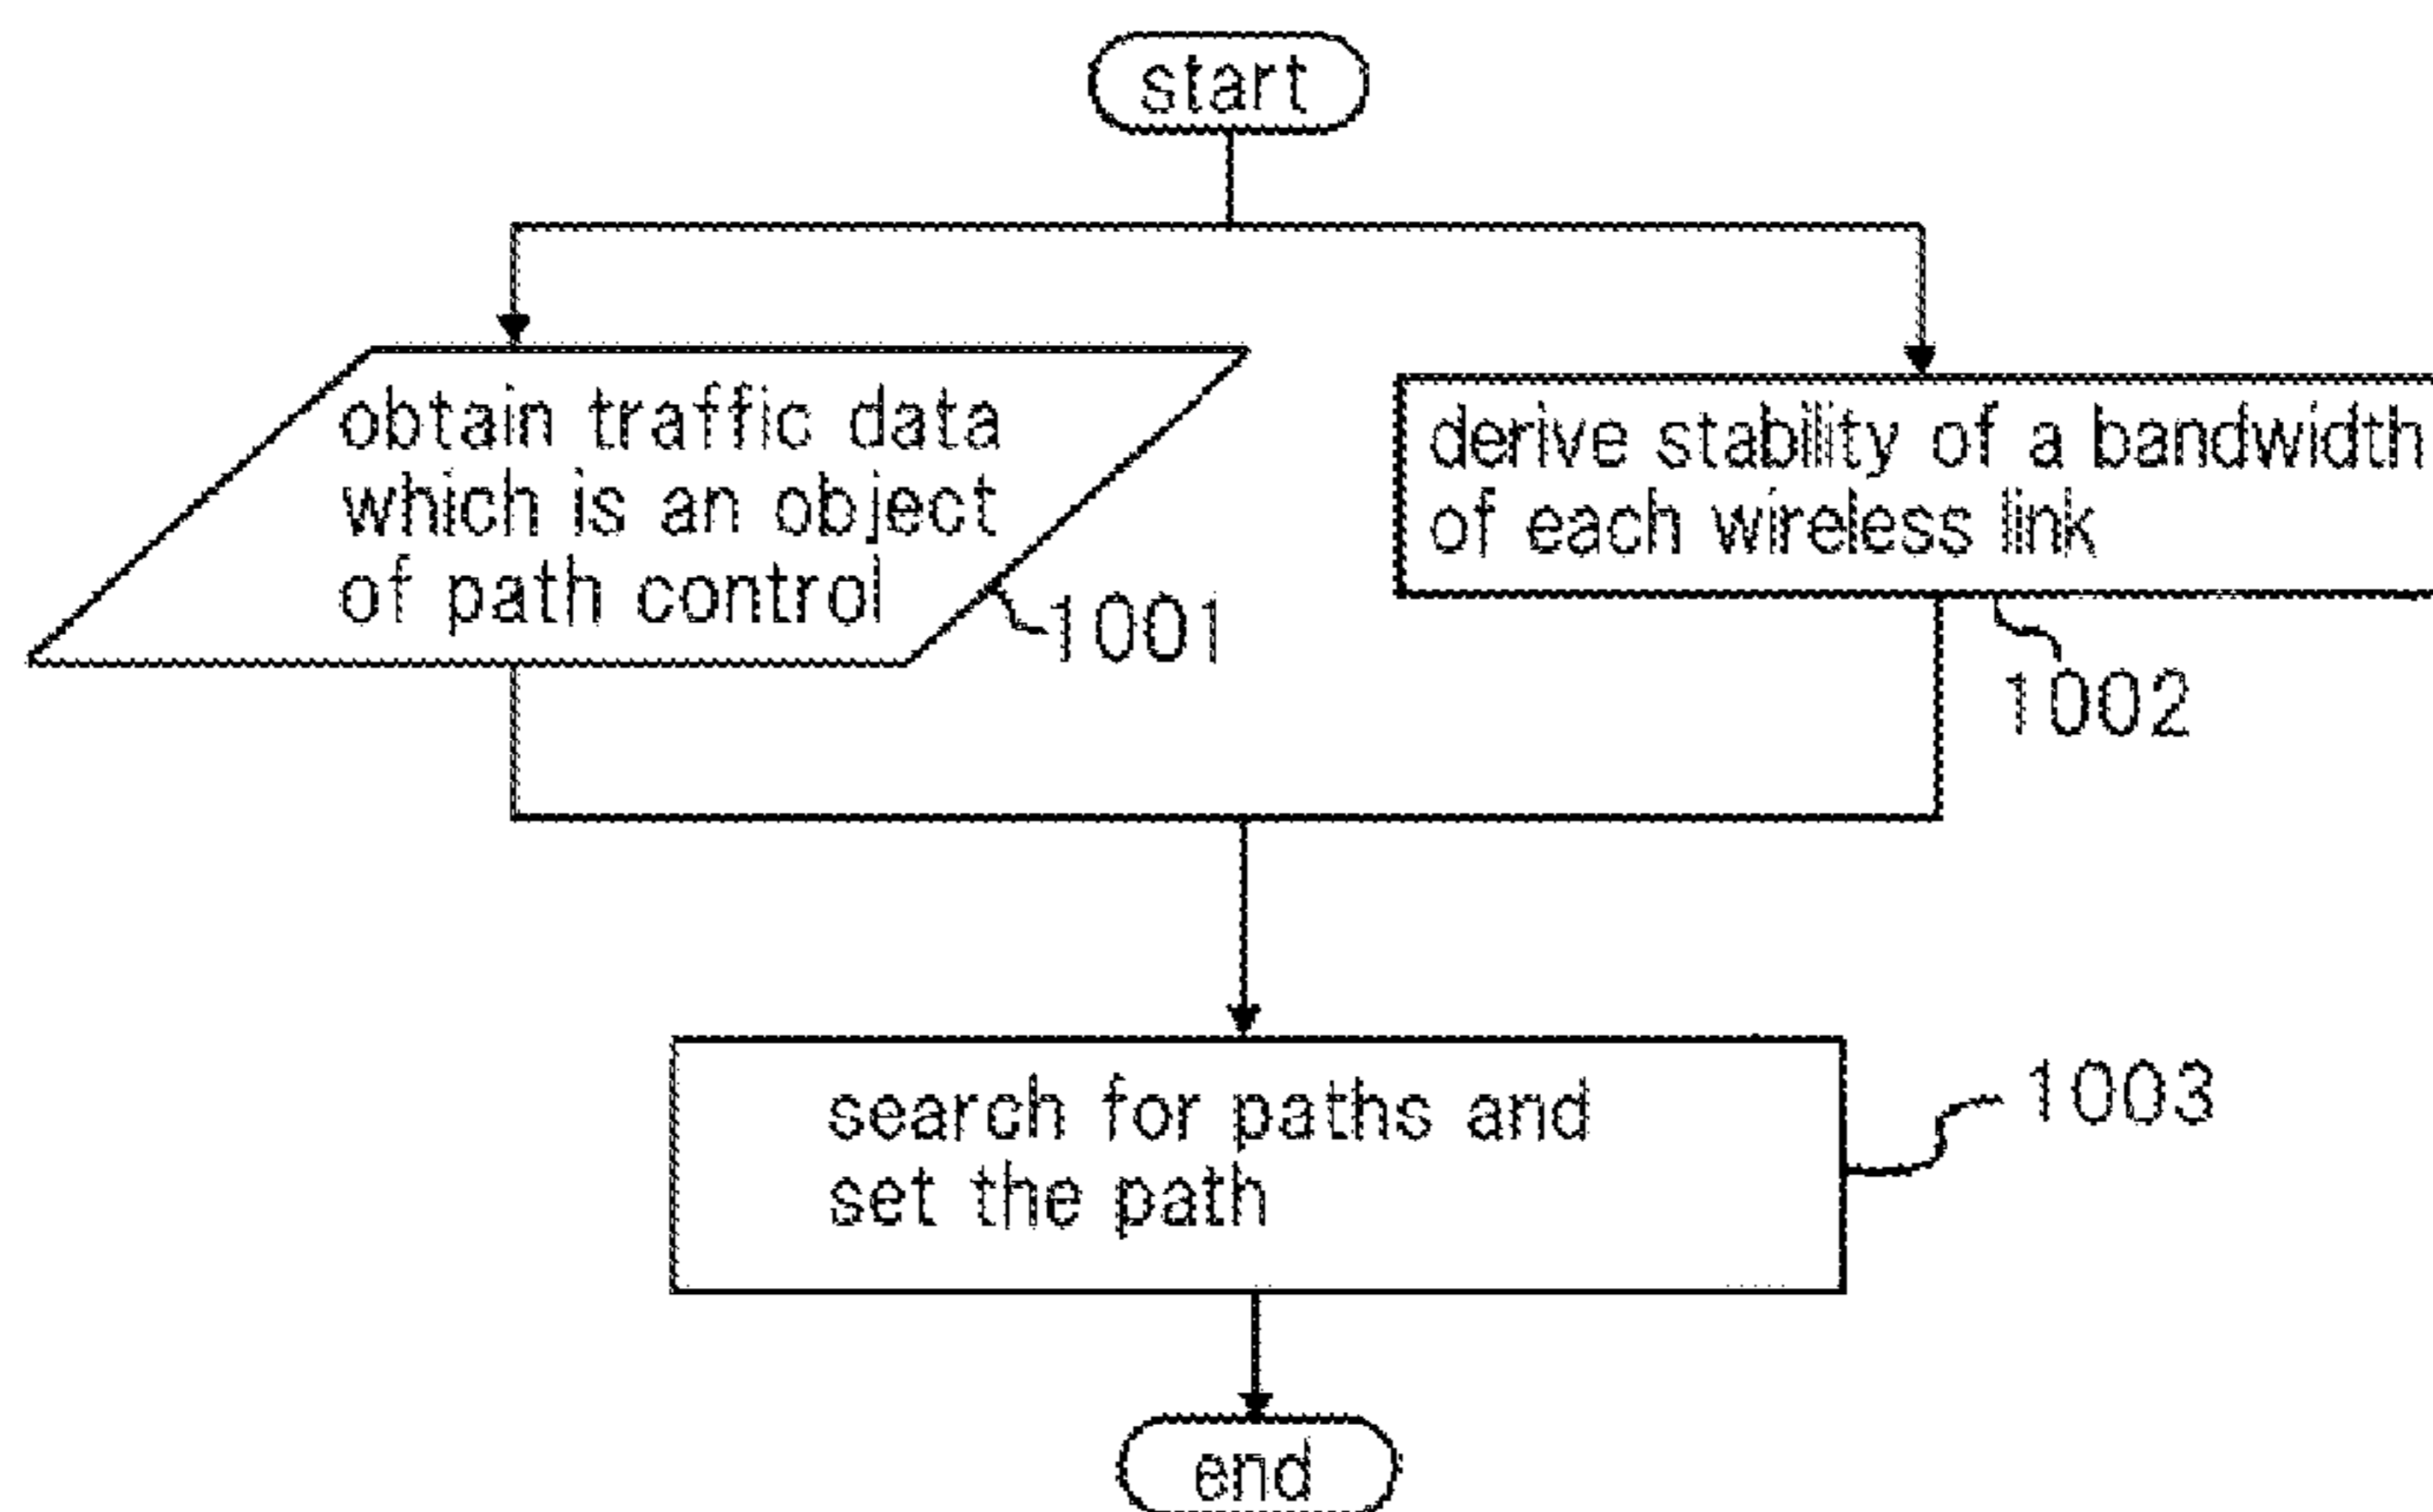 start
obtain traffic data
which is an object
of path control
1001
derive stability of a bandwidth
of each wireless link
1002
search for paths and
set the path
1003
end